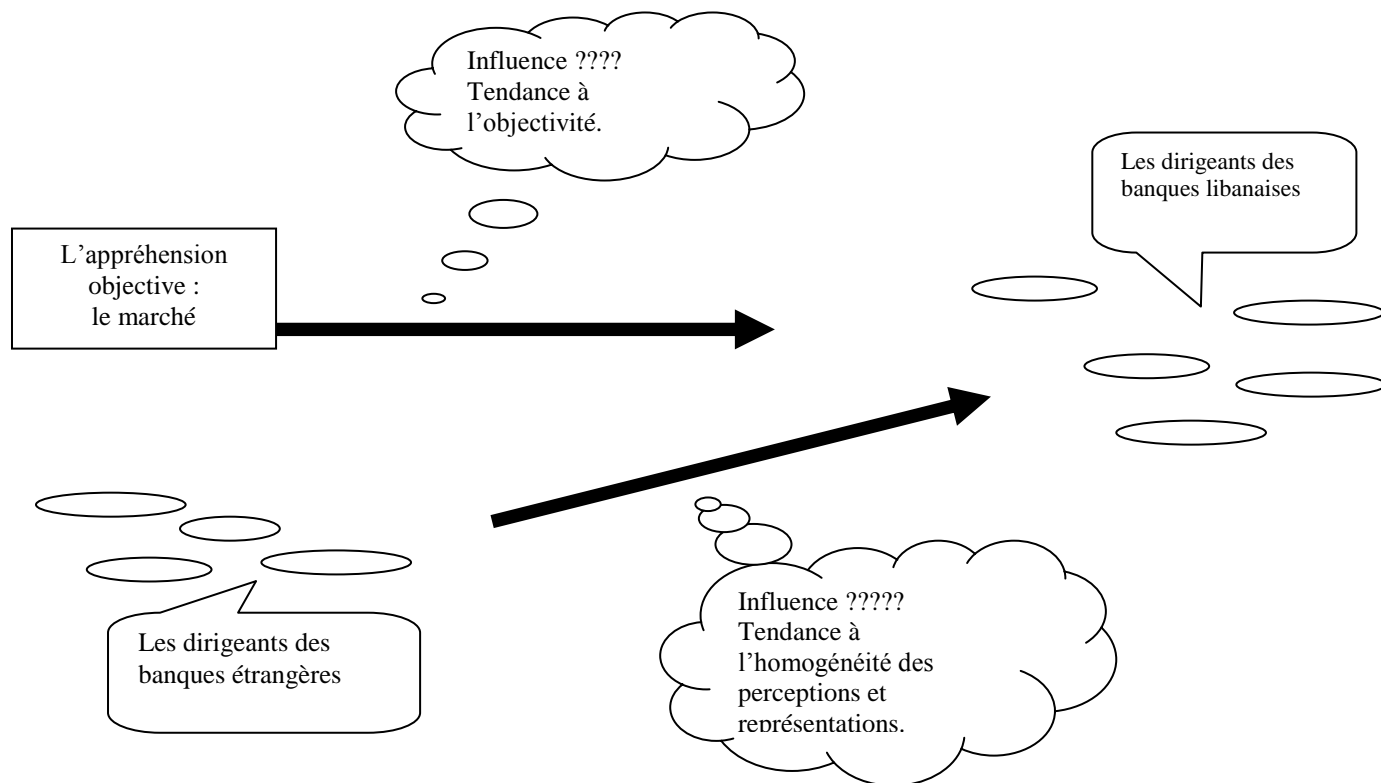 Influence ????
Tendance à
l’objectivité.
Les dirigeants des
banques libanaises
L’appréhension
objective :
le marché
Les dirigeants des
banques étrangères
Influence ?????
Tendance à
l’homogénéité des
perceptions et
représentations.